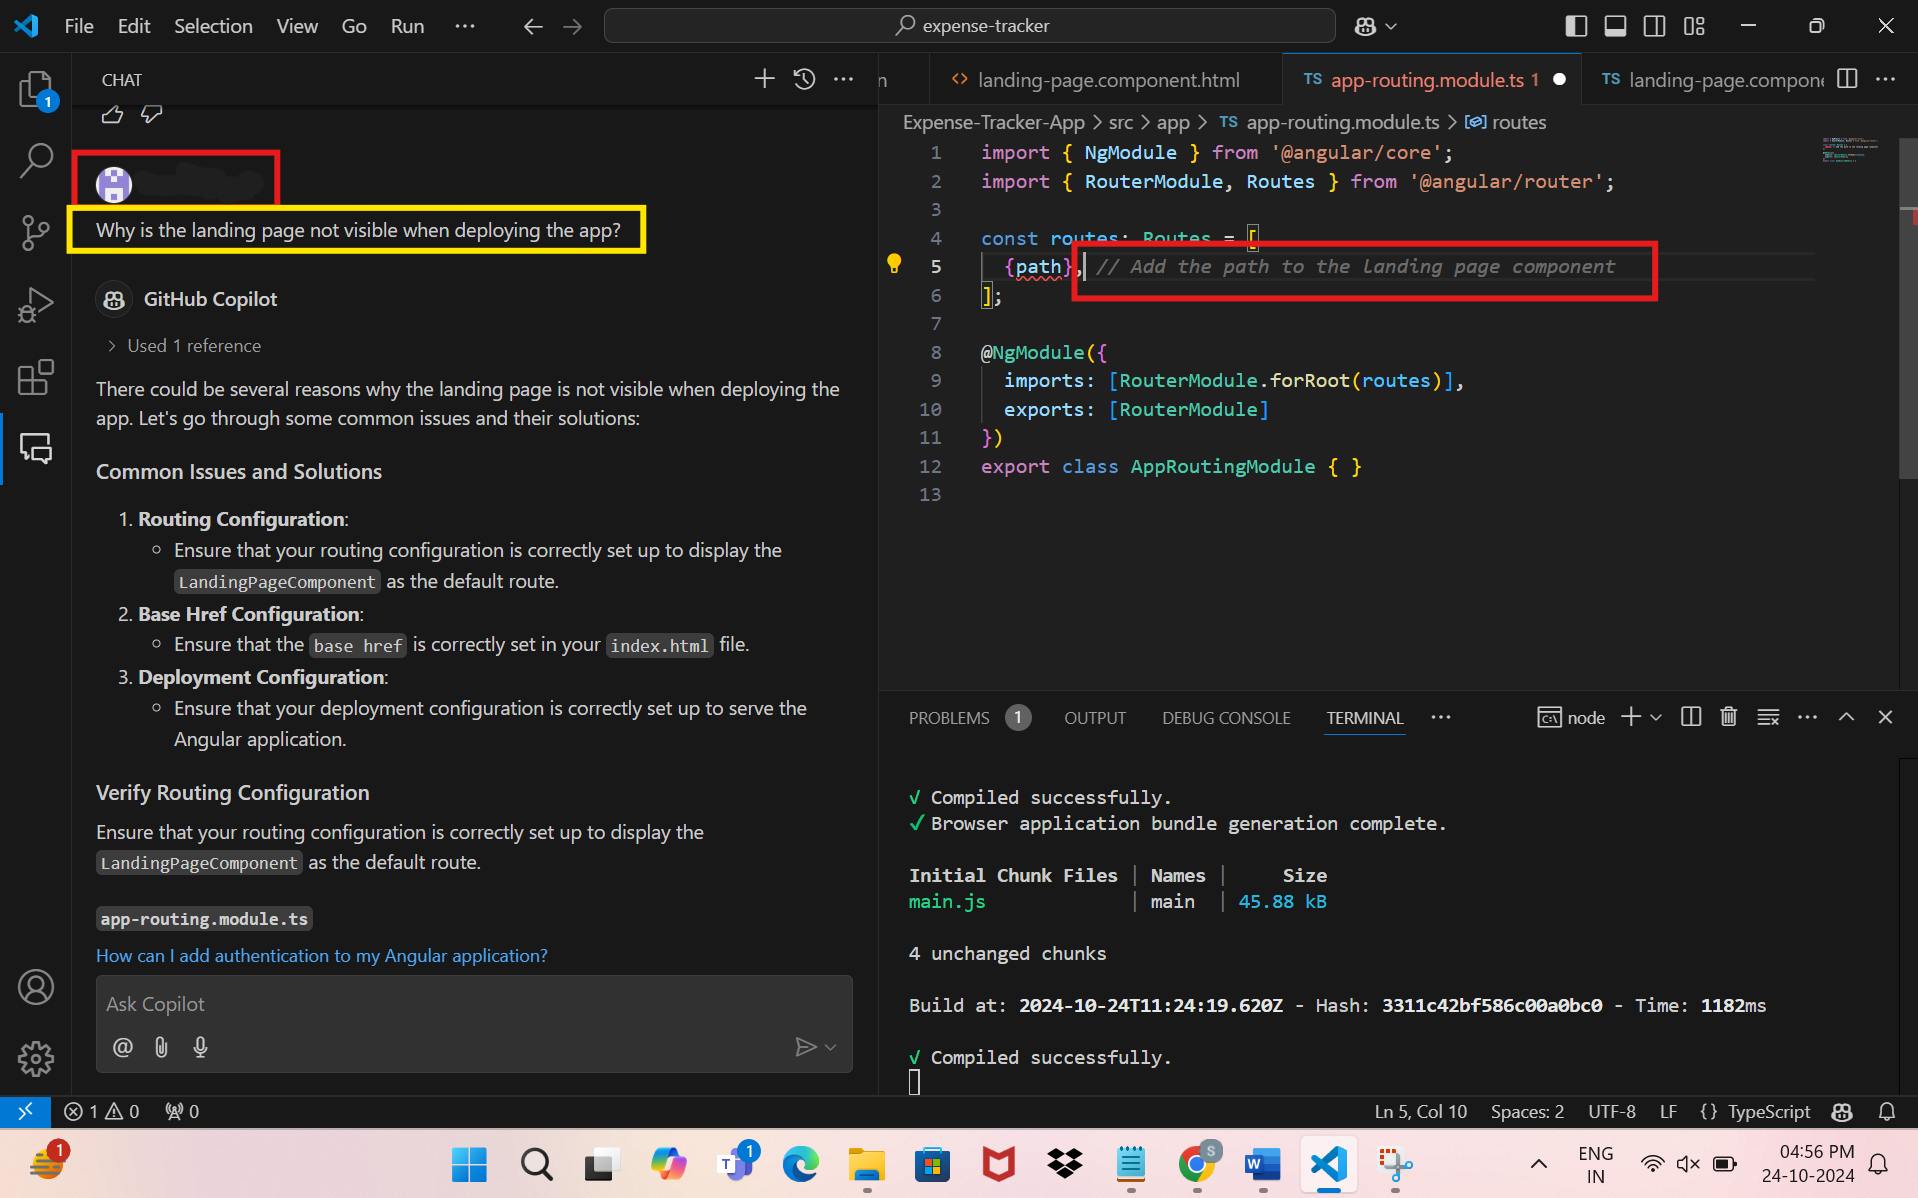 File Edit Selection View Go Run
expense-tracker
CHAT
Why is the landing page not visible when deploying the app?
GitHub Copilot
Used 1 reference
There could be several reasons why the landing page is not visible when deploying the
app. Let's go through some common issues and their solutions:
Common Issues and Solutions
1. Routing Configuration:
Ensure that your routing configuration is correctly set up to display the
LandingPageComponent as the default route.
2. Base Href Configuration:
Ensure that the base href is correctly set in your index.html file.
3. Deployment Configuration:
Ensure that your deployment configuration is correctly set up to serve the
Angular application.
Verify Routing Configuration
Ensure that your routing configuration is correctly set up to display the
LandingPageComponent as the default route.
app-routing.module.ts
How can I add authentication to my Angular application?
Ask Copilot
n <> landing-page.component.html TS app-routing.module.ts 1 TS landing-page.compone
Expense-Tracker-App > src > app > TS app-routing.module.ts > routes
1 import { NgModule } from '@angular/core';
2 import { RouterModule, Routes } from '@angular/router';
3
4 const routes: Routes = [
5 {path}, // Add the path to the landing page component
6 ];
7
8 @NgModule({
9 imports: [RouterModule.forRoot(routes)],
10 exports: [RouterModule]
11 })
12 export class AppRoutingModule { }
13
PROBLEMS 1 OUTPUT DEBUG CONSOLE TERMINAL node
√ Compiled successfully.
✓ Browser application bundle generation complete.
Initial Chunk Files | Names | Size
main.js | main | 45.88 kB
4 unchanged chunks
Build at: 2024-10-24T11:24:19.620Z - Hash: 3311c42bf586c00a0bc0 - Time: 1182ms
√ Compiled successfully.
1 0 0 Ln 5, Col 10 Spaces: 2 UTF-8 LF {} TypeScript
1 1 S ENG 04:56 PM
IN 24-10-2024